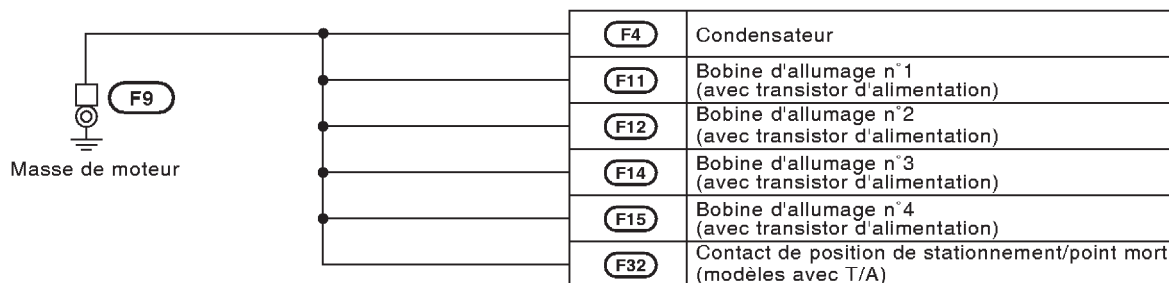 F9
Masse de moteur
F4 Condensateur
F11 Bobine d'allumage n°1
(avec transistor d'alimentation)
F12 Bobine d'allumage n°2
(avec transistor d'alimentation)
F14 Bobine d'allumage n°3
(avec transistor d'alimentation)
F15 Bobine d'allumage n°4
(avec transistor d'alimentation)
F32 Contact de position de stationnement/point mort
(modèles avec T/A)